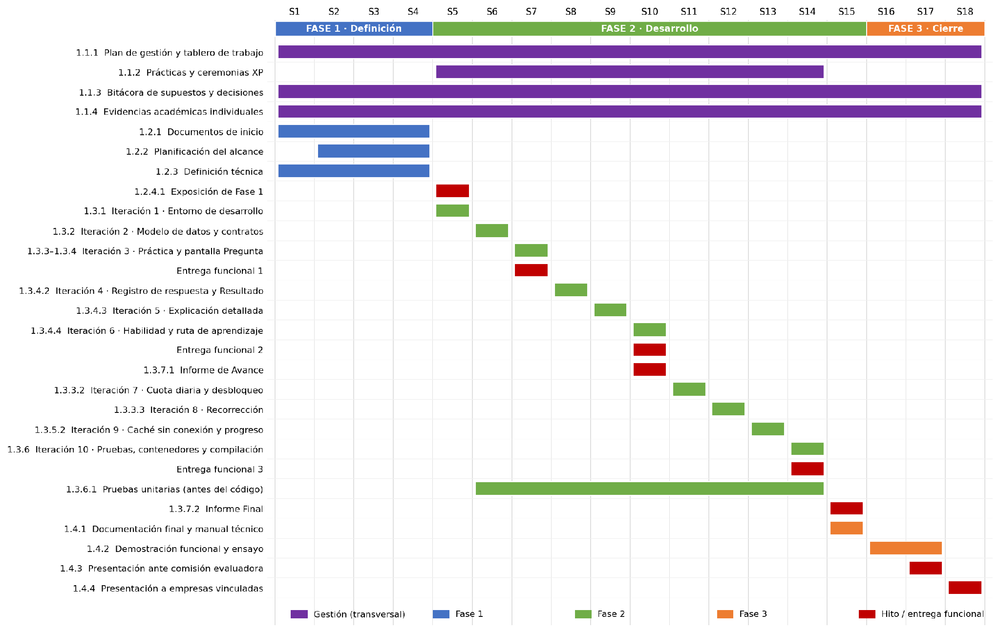 S1 S2 S3 S4 S5 S6 S7 S8 S9 S10 S11 S12 S13 S14 S15 S16 S17 S18
FASE 1 · Definición FASE 2 · Desarrollo FASE 3 · Cierre
1.1.1 Plan de gestión y tablero de trabajo
1.1.2 Prácticas y ceremonias XP
1.1.3 Bitácora de supuestos y decisiones
1.1.4 Evidencias académicas individuales
1.2.1 Documentos de inicio
1.2.2 Planificación del alcance
1.2.3 Definición técnica
1.2.4.1 Exposición de Fase 1
1.3.1 Iteración 1 · Entorno de desarrollo
1.3.2 Iteración 2 · Modelo de datos y contratos
1.3.3–1.3.4 Iteración 3 · Práctica y pantalla Pregunta
Entrega funcional 1
1.3.4.2 Iteración 4 · Registro de respuesta y Resultado
1.3.4.3 Iteración 5 · Explicación detallada
1.3.4.4 Iteración 6 · Habilidad y ruta de aprendizaje
Entrega funcional 2
1.3.7.1 Informe de Avance
1.3.3.2 Iteración 7 · Cuota diaria y desbloqueo
1.3.3.3 Iteración 8 · Recorrección
1.3.5.2 Iteración 9 · Caché sin conexión y progreso
1.3.6 Iteración 10 · Pruebas, contenedores y compilación
Entrega funcional 3
1.3.6.1 Pruebas unitarias (antes del código)
1.3.7.2 Informe Final
1.4.1 Documentación final y manual técnico
1.4.2 Demostración funcional y ensayo
1.4.3 Presentación ante comisión evaluadora
1.4.4 Presentación a empresas vinculadas
Gestión (transversal) Fase 1 Fase 2 Fase 3 Hito / entrega funcional